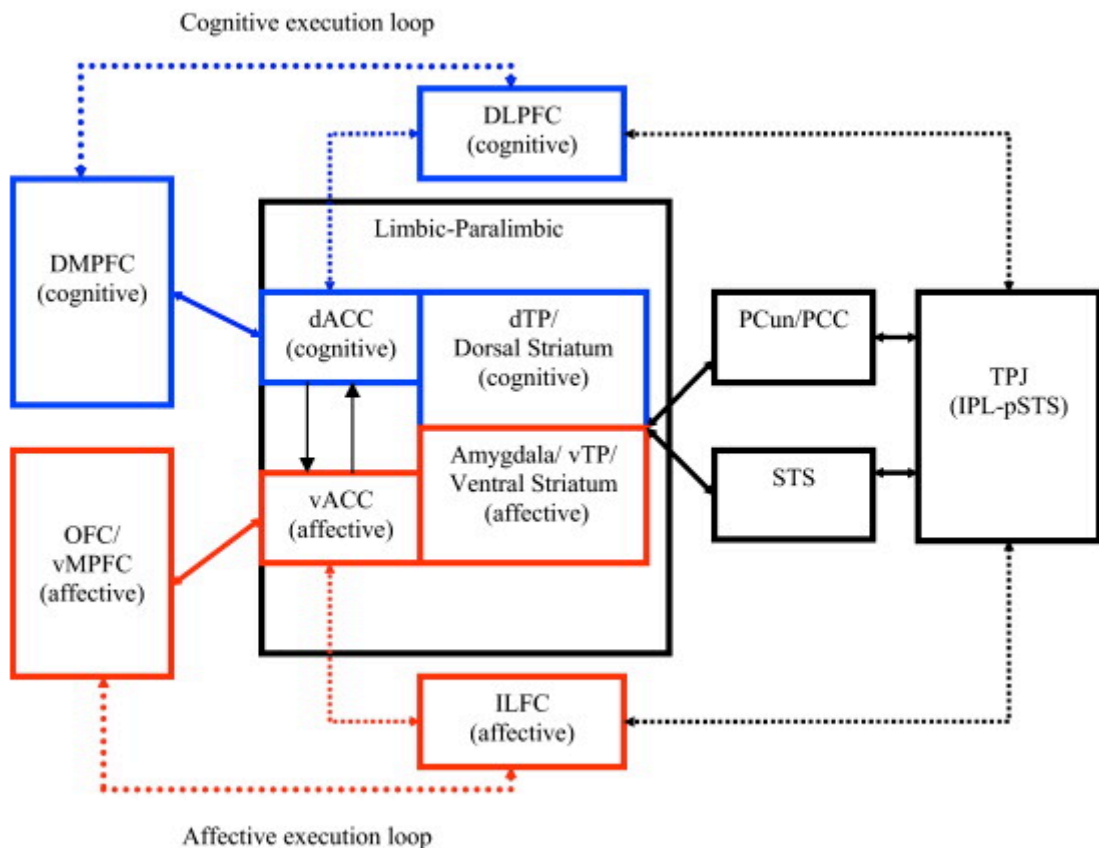 Cognitive execution loop
DLPFC
(cognitive)
Limbic-Paralimbic
DMPFC
(cognitive)
dACC
(cognitive)
dTP/
Dorsal Striatum
(cognitive)
PCun/PCC
TPJ
(IPL-pSTS)
Amygdala/ vTP/
Ventral Striatum
(affective)
STS
vACC
(affective)
OFC/
vMPFC
(affective)
ILFC
(affective)
Affective execution loop